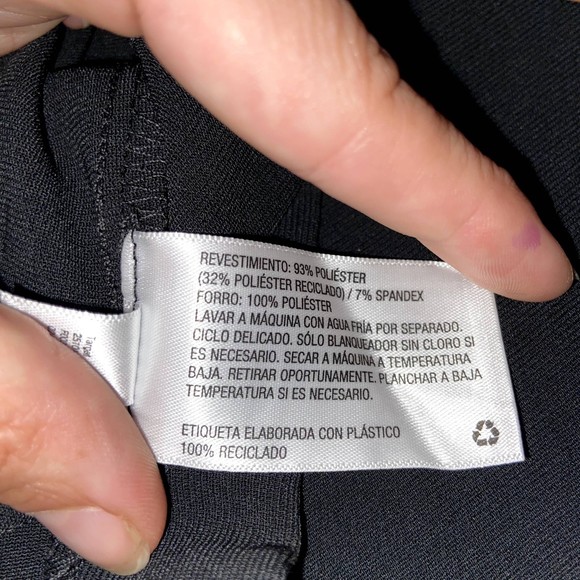 REVESTIMIENTO: 93% POLIÉSTER
(32% POLIÉSTER RECICLADO) / 7% SPANDEX
FORRO: 100% POLIÉSTER
LAVAR A MÁQUINA CON AGUA FRÍA POR SEPARADO.
CICLO DELICADO. SÓLO BLANQUEADOR SIN CLORO SI
ES NECESARIO. SECAR A MÁQUINA A TEMPERATURA
BAJA. RETIRAR OPORTUNAMENTE. PLANCHAR A BAJA
TEMPERATURA SI ES NECESARIO.
ETIQUETA ELABORADA CON PLÁSTICO
100% RECICLADO